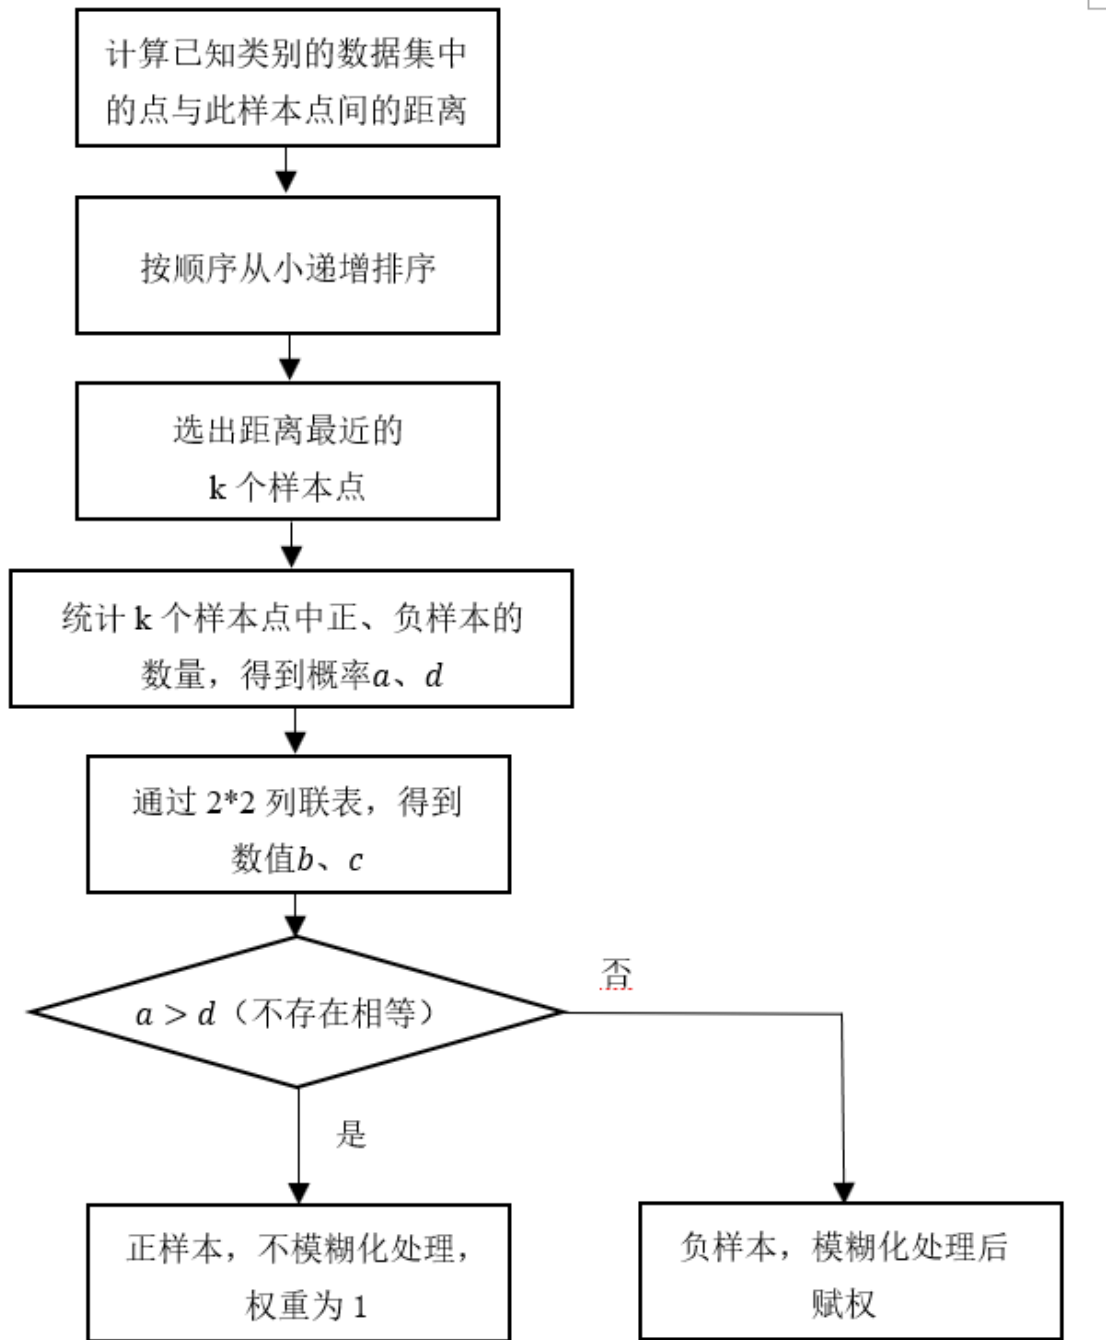 计算已知类别的数据集中
的点与此样本点间的距离
按顺序从小递增排序
选出距离最近的
k 个样本点
统计 k 个样本点中正、负样本的
数量，得到概率a、d
通过 2*2 列联表，得到
数值b、c
a > d（不存在相等）
否
是
正样本，不模糊化处理，
权重为 1
负样本，模糊化处理后
赋权